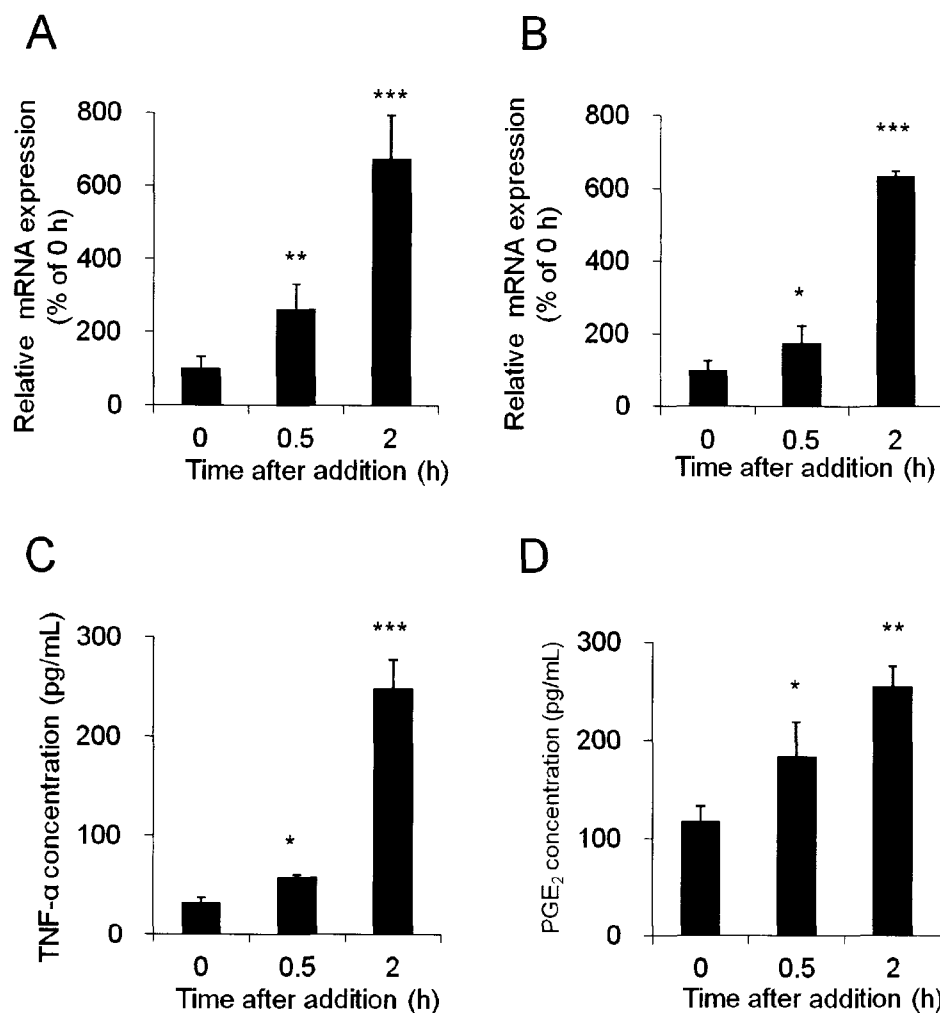 A
Relative mRNA expression
(% of 0 h)
800
600
400
200
0
**
***
0 0.5 2
Time after addition (h)
B
Relative mRNA expression
(% of 0 h)
800
600
400
200
0
*
***
0 0.5 2
Time after addition (h)
C
TNF-α concentration (pg/mL)
300
200
100
0
*
***
0 0.5 2
Time after addition (h)
D
PGE₂ concentration (pg/mL)
300
200
100
0
*
**
0 0.5 2
Time after addition (h)